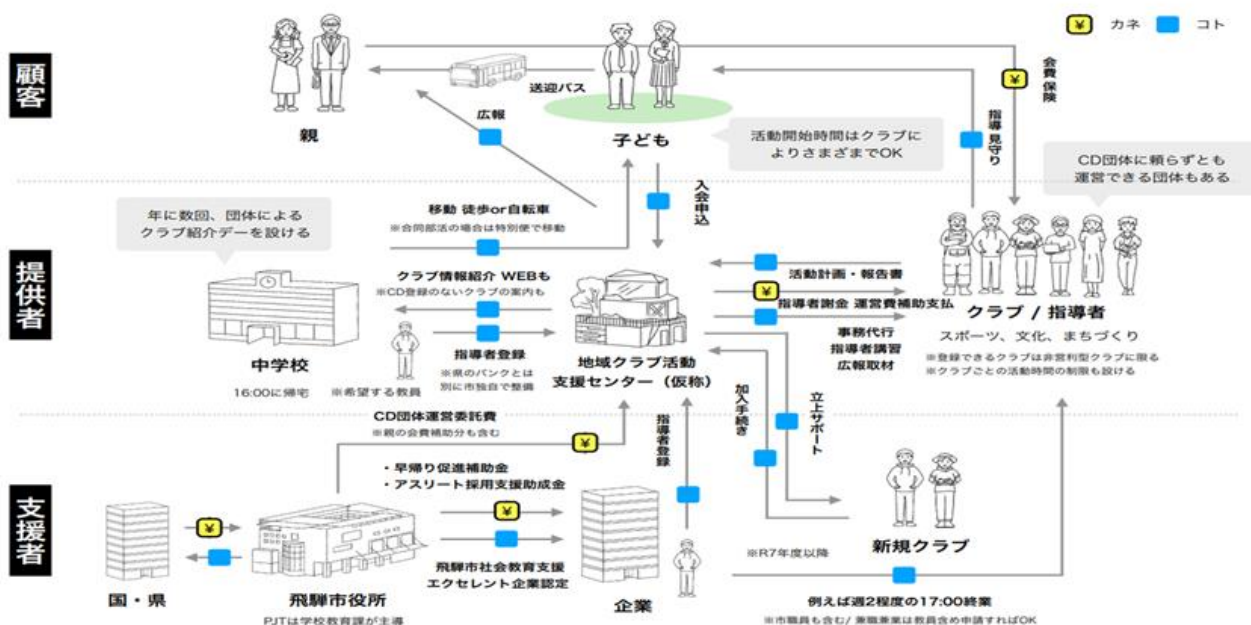 カネ
コト
顧客
親
送迎バス
広報
子ども
活動開始時間はクラブに
よりさまざまでOK
会費 保険
指導 見守り
CD団体に頼らずとも
運営できる団体もある
入会申込
提供者
年に数回、団体による
クラブ紹介デーを設ける
移動 徒歩or自転車
※合同部活の場合は特別便で移動
クラブ情報紹介 WEBも
※CD登録のないクラブの案内も
指導者登録
※県のバンクとは
別に市独自で整備
中学校
16:00に帰宅
※希望する教員
地域クラブ活動
支援センター（仮称）
活動計画・報告書
指導者謝金 運営費補助支払
事務代行
指導者講習
広報取材
クラブ / 指導者
スポーツ、文化、まちづくり
※登録できるクラブは非営利型クラブに限る
※クラブごとの活動時間の制限も設ける
支援者
CD団体運営委託費
※親の会費補助分も含む
・早帰り促進補助金
・アスリート採用支援助成金
指導者登録
加入手続き
立上サポート
国・県
飛騨市役所
PJTは学校教育課が主導
飛騨市社会教育支援
エクセレント企業認定
企業
※R7年度以降
新規クラブ
例えば週2程度の17:00終業
※市職員も含む/ 兼職兼業は教員含め申請すればOK